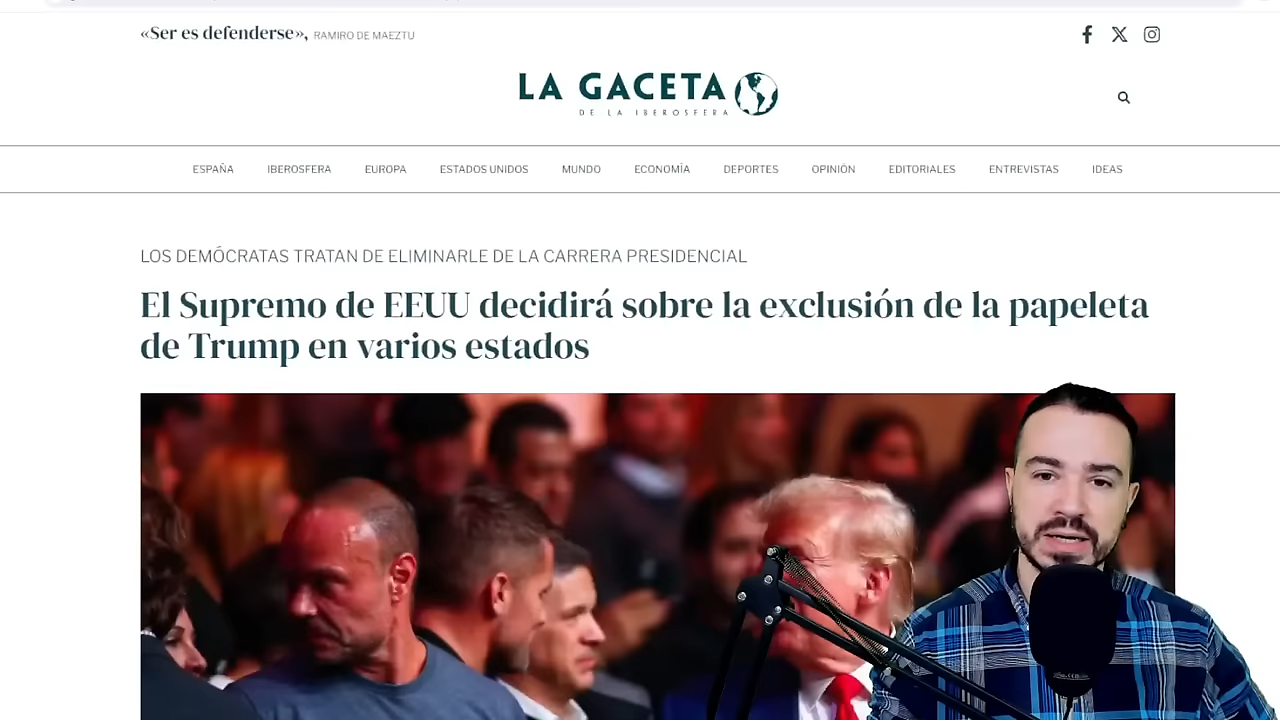 «Ser es defenderse», RAMIRO DE MAEZTU
LA GACETA
DE LA IBEROSFERA
ESPAÑA IBEROSFERA EUROPA ESTADOS UNIDOS MUNDO ECONOMÍA DEPORTES OPINIÓN EDITORIALES ENTREVISTAS IDEAS
LOS DEMÓCRATAS TRATAN DE ELIMINARLE DE LA CARRERA PRESIDENCIAL
El Supremo de EEUU decidirá sobre la exclusión de la papeleta
de Trump en varios estados